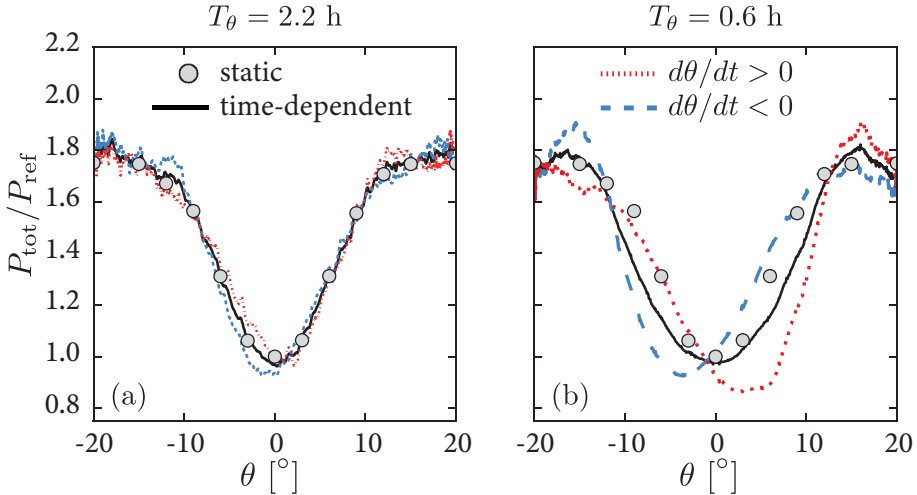 T_θ = 2.2 h
T_θ = 0.6 h
P_tot/P_ref
2.2
2.0
1.8
1.6
1.4
1.2
1.0
0.8
static
time-dependent
dθ/dt > 0
dθ/dt < 0
(a)
(b)
-20 -10 0 10 20
-20 -10 0 10 20
θ [°]
θ [°]